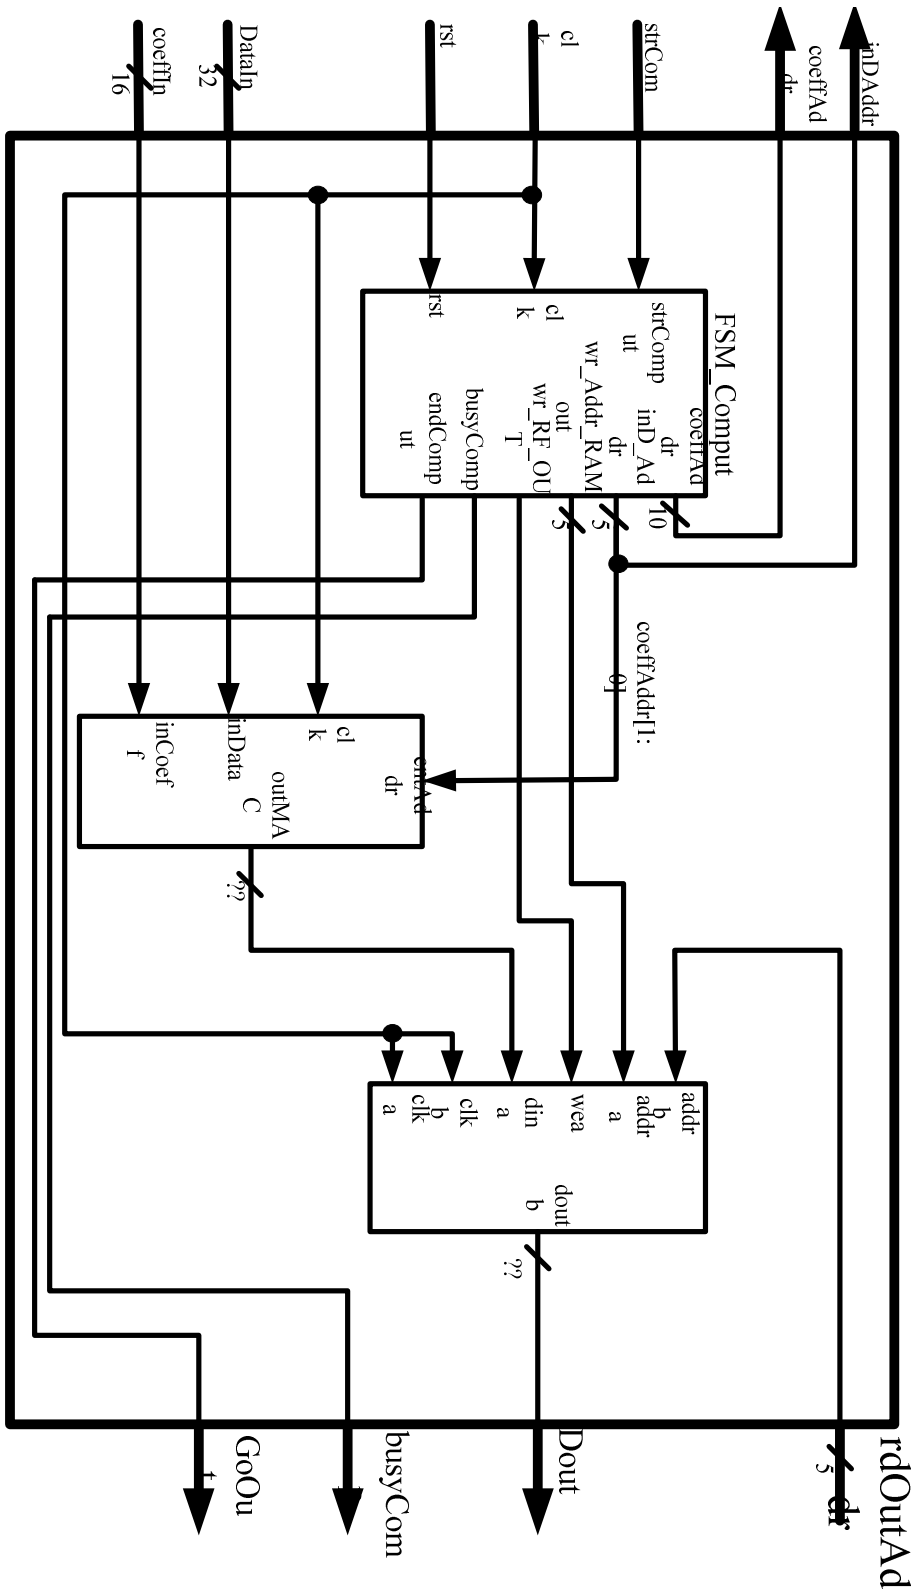 coeffIn
16
DataIn
32
rst
cl
k
strCom
coeffAd
dr
inDAddr
FSM_Comput
rst
cl
k
strComp
ut
coeffAd
dr
inD_Ad
dr
wr_Addr_RAM
out
wr_RF_OU
T
busyComp
endComp
ut
10
5
5
coeffAddr[1:
0]
inCoef
f
inData
cl
k
cntAd
dr
outMA
C
??
addr
b
addr
a
wea
din
a
clk
b
clk
a
dout
b
??
rdOutAd
dr
5
Dout
busyCom
GoOu
t